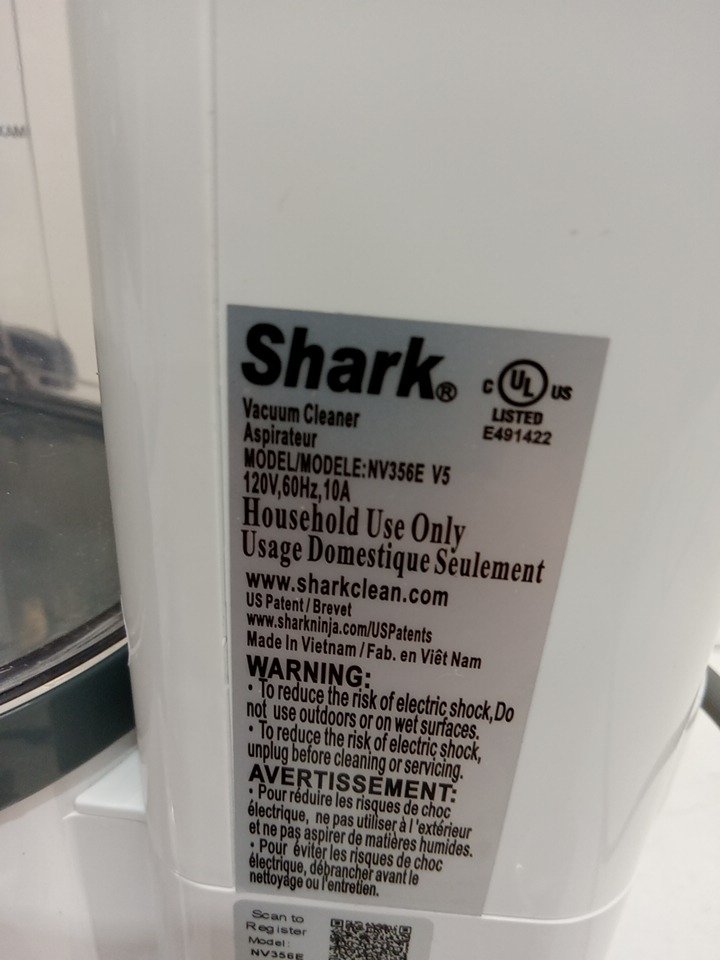 Shark®
C UL US
LISTED
E491422
Vacuum Cleaner
Aspirateur
MODEL/MODELE:NV356E V5
120V,60Hz,10A
Household Use Only
Usage Domestique Seulement
www.sharkclean.com
US Patent / Brevet
www.sharkninja.com/USPatents
Made In Vietnam / Fab. en Viêt Nam
WARNING:
· To reduce the risk of electric shock,Do
not use outdoors or on wet surfaces.
· To reduce the risk of electric shock,
unplug before cleaning or servicing.
AVERTISSEMENT:
· Pour réduire les risques de choc
électrique, ne pas utiliser à l'extérieur
et ne pas aspirer de matières humides.
· Pour éviter les risques de choc
électrique, débrancher avant le
nettoyage ou l'entretien.
Scan to
Register
Model:
NV356E